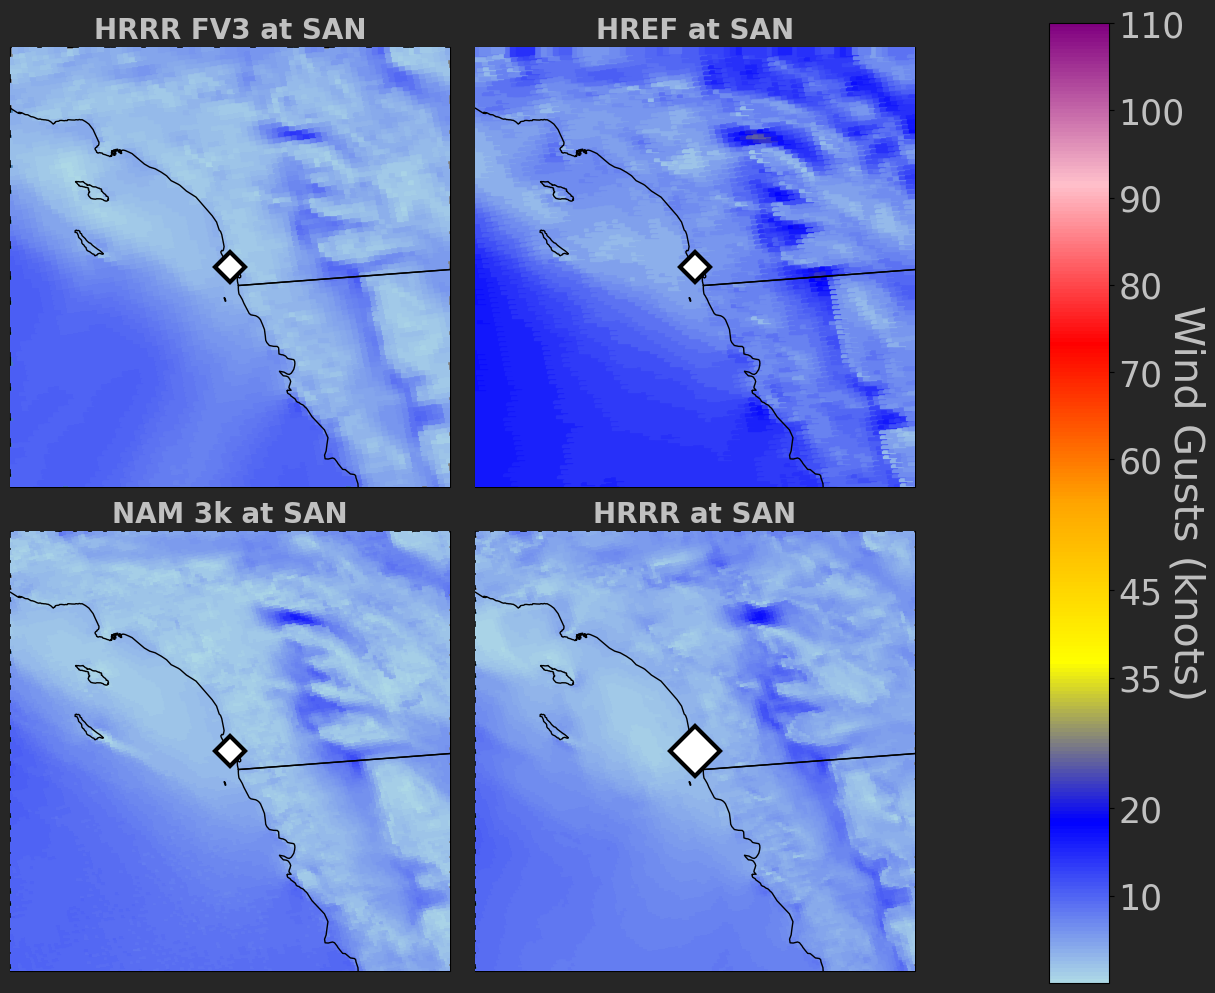 HRRR FV3 at SAN
HREF at SAN
NAM 3k at SAN
HRRR at SAN
110
100
90
80
70
60
45
35
20
10
Wind Gusts (knots)